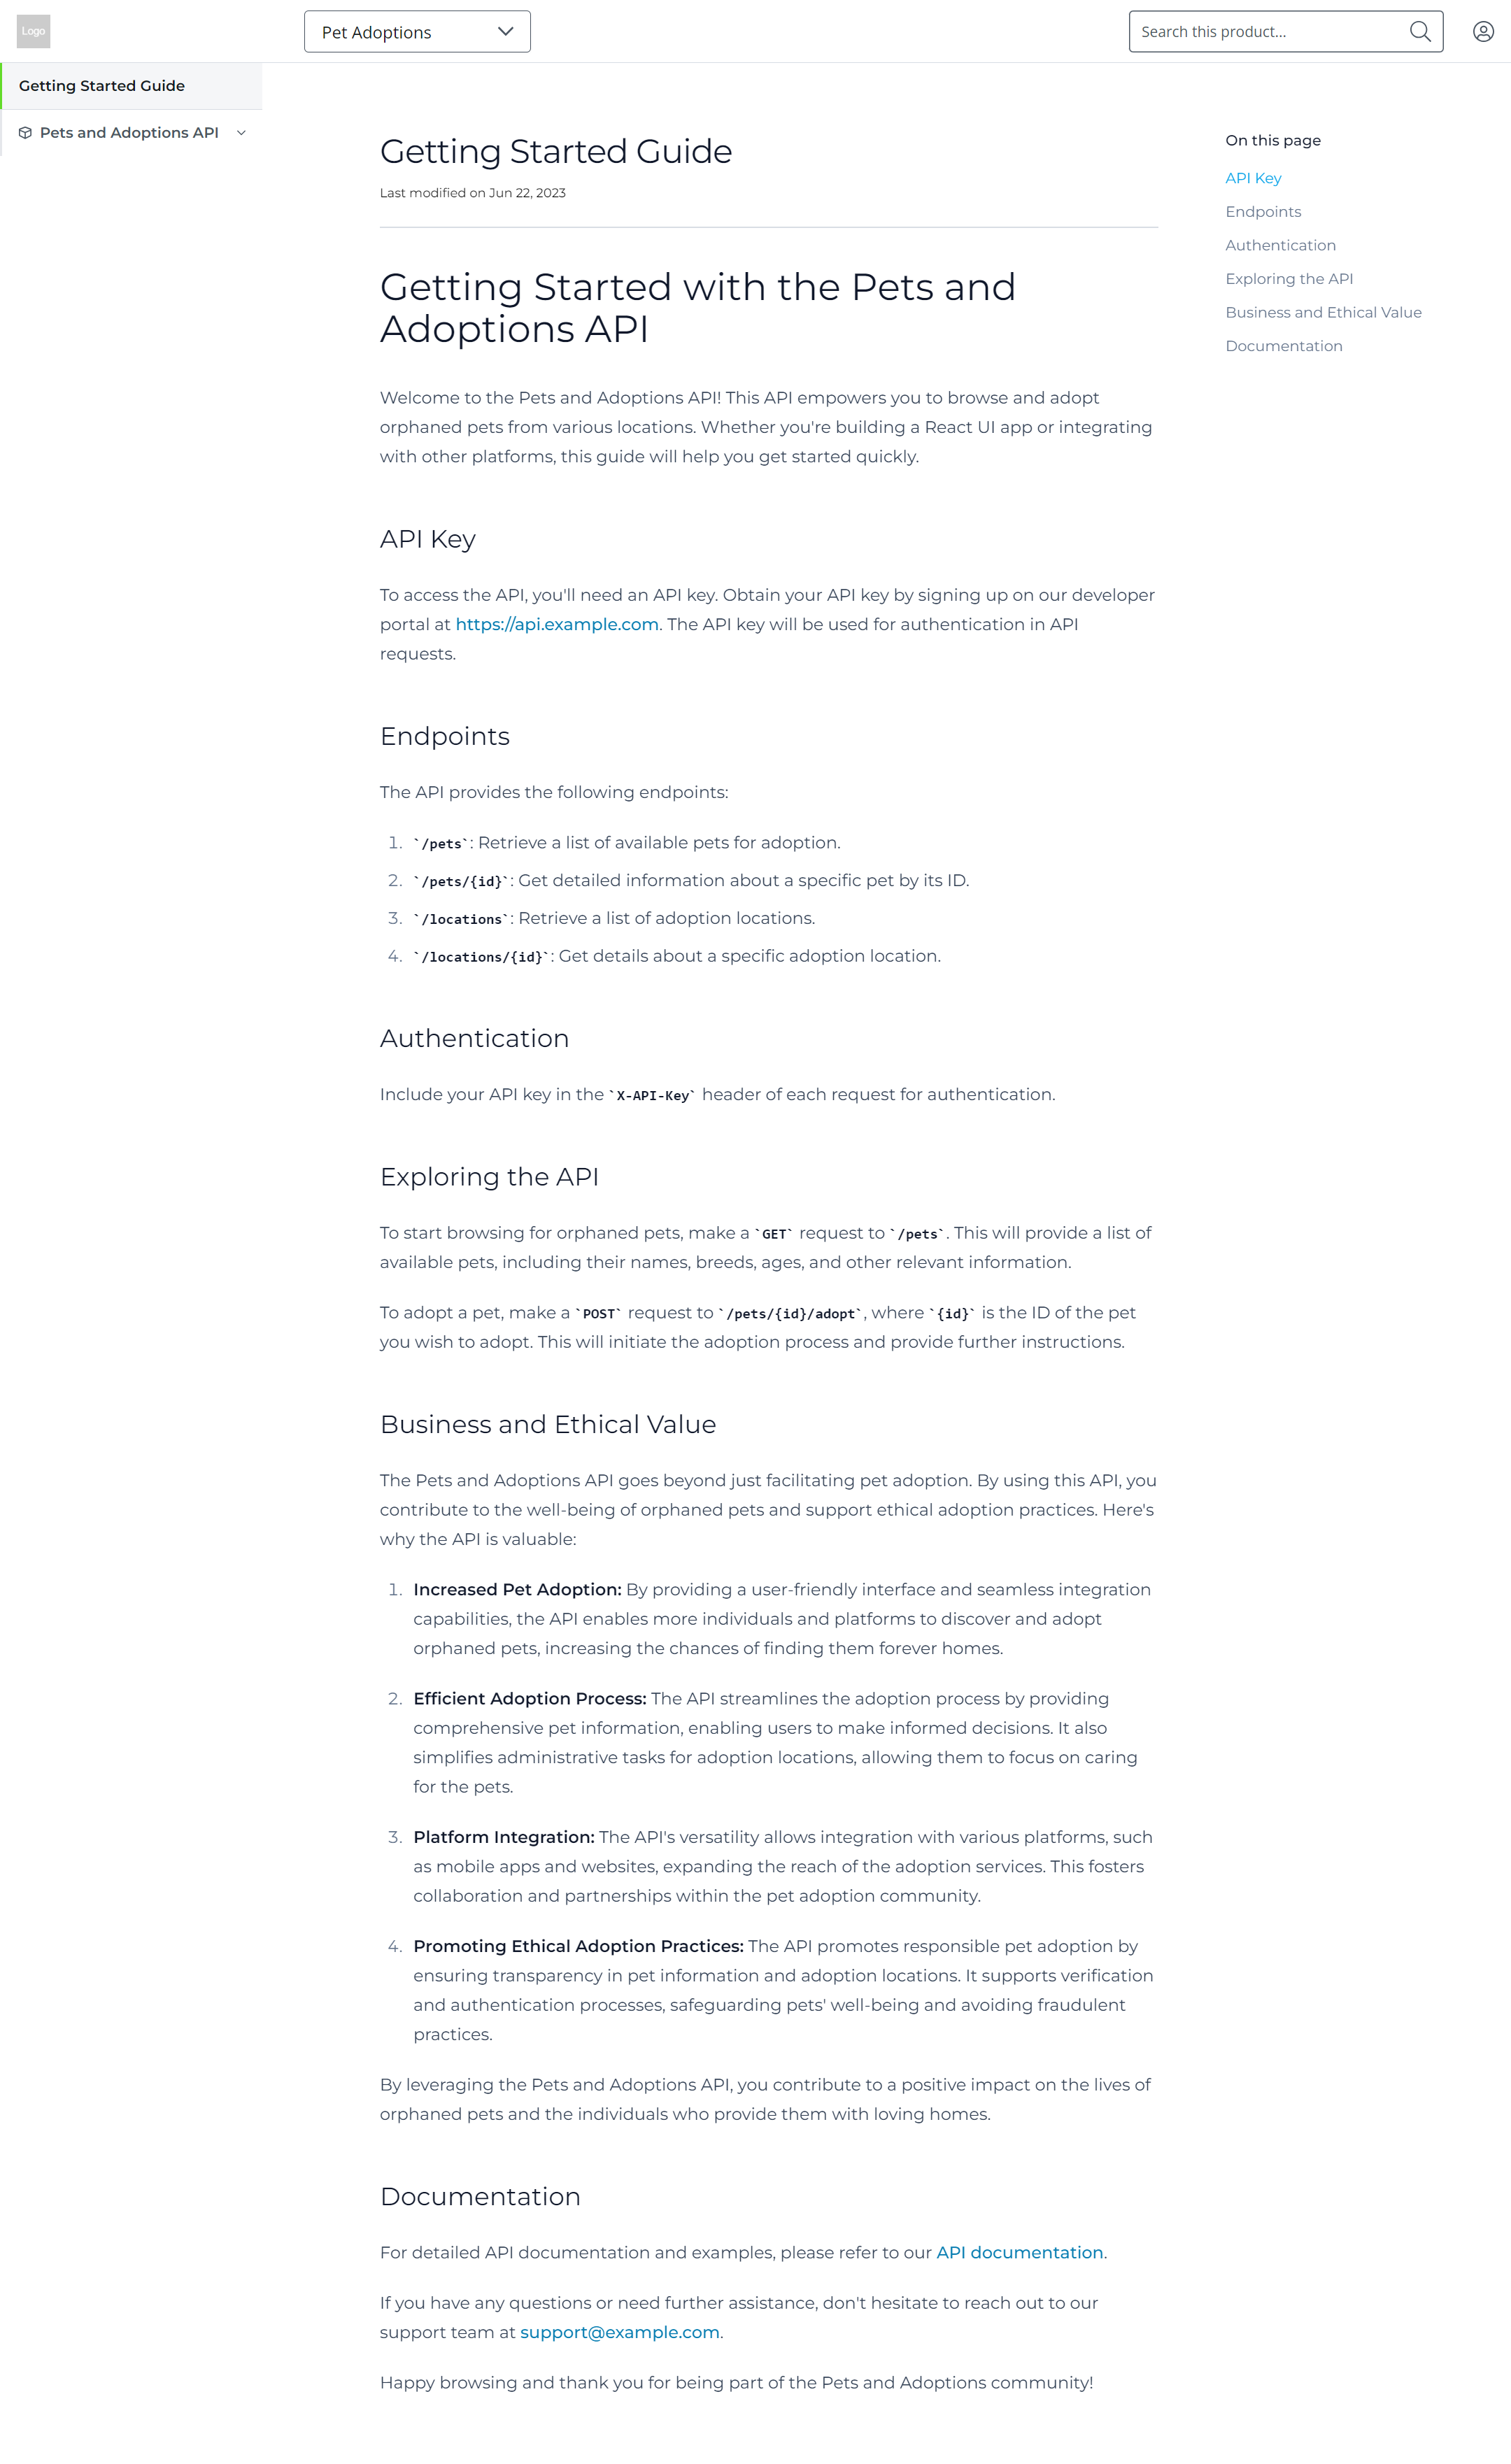 Logo
Pet Adoptions
Search this product...
Getting Started Guide
Pets and Adoptions API
Getting Started Guide
Last modified on Jun 22, 2023
Getting Started with the Pets and
Adoptions API
Welcome to the Pets and Adoptions API! This API empowers you to browse and adopt
orphaned pets from various locations. Whether you're building a React UI app or integrating
with other platforms, this guide will help you get started quickly.
API Key
To access the API, you'll need an API key. Obtain your API key by signing up on our developer
portal at https://api.example.com. The API key will be used for authentication in API
requests.
Endpoints
The API provides the following endpoints:
1. `/pets`: Retrieve a list of available pets for adoption.
2. `/pets/{id}`: Get detailed information about a specific pet by its ID.
3. `/locations`: Retrieve a list of adoption locations.
4. `/locations/{id}`: Get details about a specific adoption location.
Authentication
Include your API key in the `X-API-Key` header of each request for authentication.
Exploring the API
To start browsing for orphaned pets, make a `GET` request to `/pets`. This will provide a list of
available pets, including their names, breeds, ages, and other relevant information.
To adopt a pet, make a `POST` request to `/pets/{id}/adopt`, where `{id}` is the ID of the pet
you wish to adopt. This will initiate the adoption process and provide further instructions.
Business and Ethical Value
The Pets and Adoptions API goes beyond just facilitating pet adoption. By using this API, you
contribute to the well-being of orphaned pets and support ethical adoption practices. Here's
why the API is valuable:
1. Increased Pet Adoption: By providing a user-friendly interface and seamless integration
capabilities, the API enables more individuals and platforms to discover and adopt
orphaned pets, increasing the chances of finding them forever homes.
2. Efficient Adoption Process: The API streamlines the adoption process by providing
comprehensive pet information, enabling users to make informed decisions. It also
simplifies administrative tasks for adoption locations, allowing them to focus on caring
for the pets.
3. Platform Integration: The API's versatility allows integration with various platforms, such
as mobile apps and websites, expanding the reach of the adoption services. This fosters
collaboration and partnerships within the pet adoption community.
4. Promoting Ethical Adoption Practices: The API promotes responsible pet adoption by
ensuring transparency in pet information and adoption locations. It supports verification
and authentication processes, safeguarding pets' well-being and avoiding fraudulent
practices.
By leveraging the Pets and Adoptions API, you contribute to a positive impact on the lives of
orphaned pets and the individuals who provide them with loving homes.
Documentation
For detailed API documentation and examples, please refer to our API documentation.
If you have any questions or need further assistance, don't hesitate to reach out to our
support team at support@example.com.
Happy browsing and thank you for being part of the Pets and Adoptions community!
On this page
API Key
Endpoints
Authentication
Exploring the API
Business and Ethical Value
Documentation